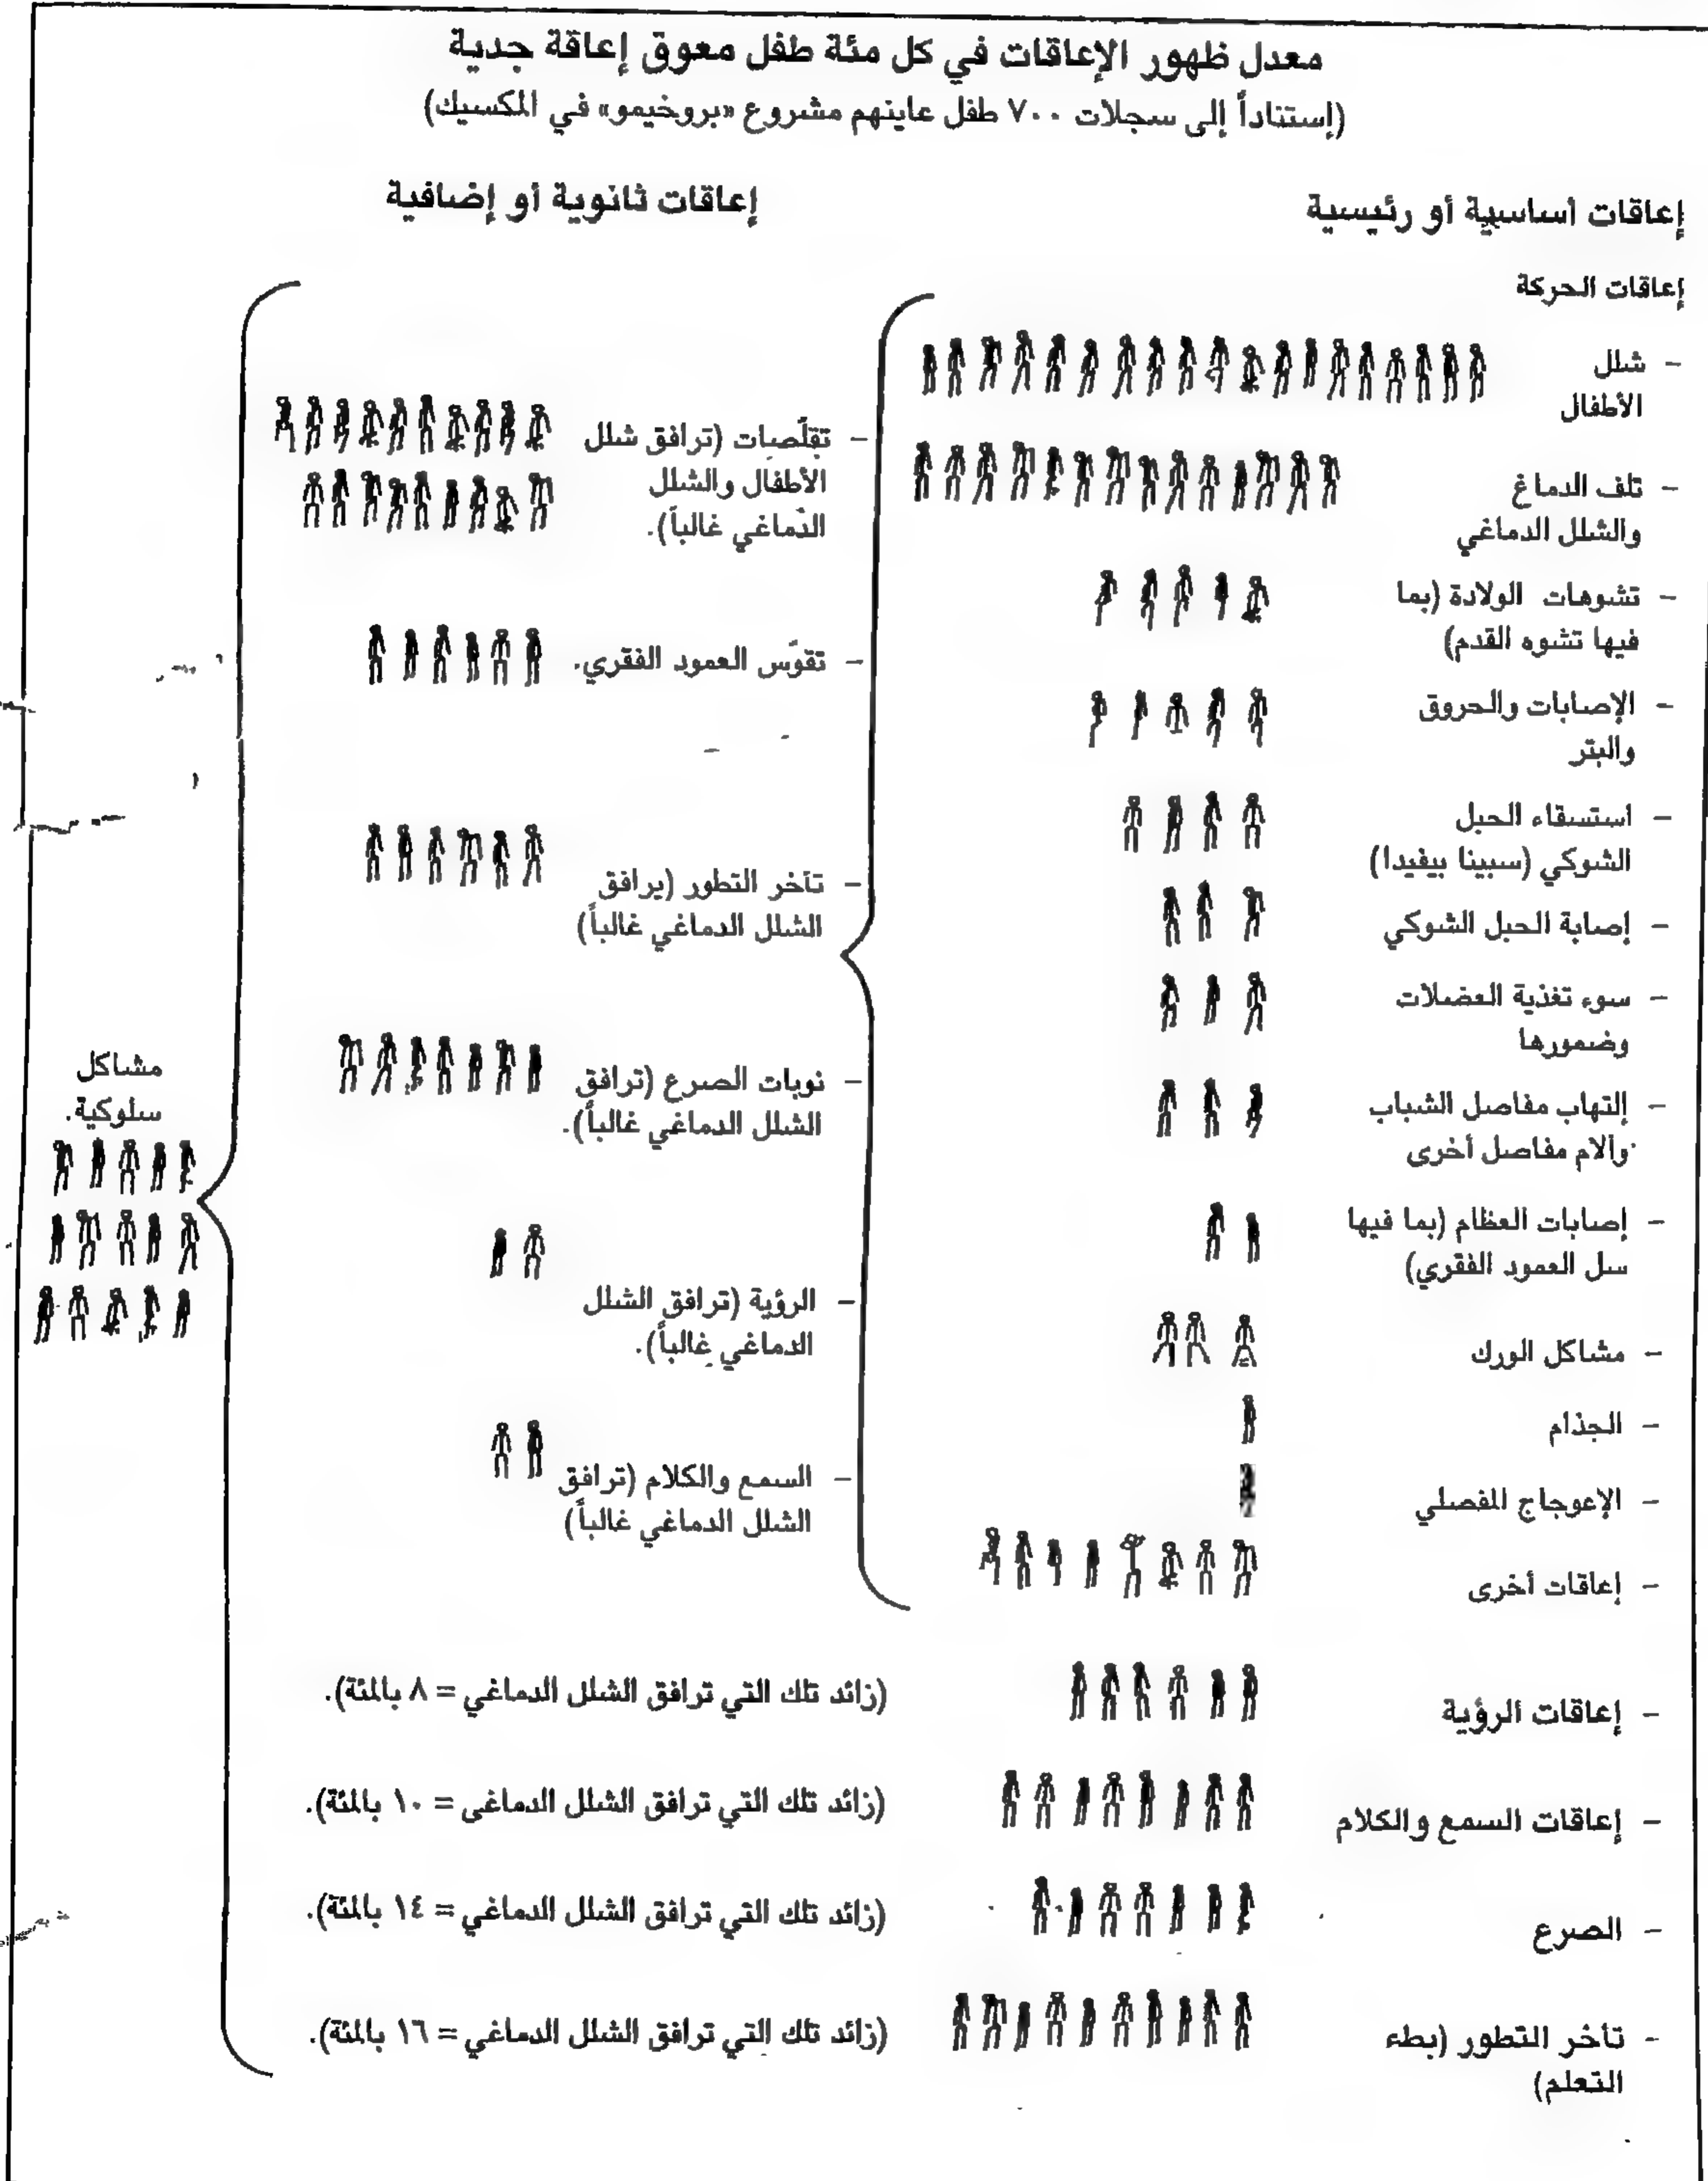 معدل ظهور الإعاقات في كل مئة طفل معوق إعاقة جدية
(إستناداً إلى سجلات ٧٠٠ طفل عاينهم مشروع «بروخيمو» في المكسيك)
إعاقات أساسية أو رئيسية
إعاقات الحركة
- شلل
الأطفال
- تلف الدماغ
والشلل الدماغي
- تشوهات الولادة (بما
فيها تشوه القدم)
- الإصابات والحروق
والبتر
- استسقاء الحبل
الشوكي (سبينا بيفيدا)
- إصابة الحبل الشوكي
- سوء تغذية العضلات
وضمورها
- إلتهاب مفاصل الشباب
وآلام مفاصل أخرى
- إصابات العظام (بما فيها
سل العمود الفقري)
- مشاكل الورك
- الجذام
- الإعوجاج المفصلي
- إعاقات أخرى
إعاقات ثانوية أو إضافية
- تقلّصات (ترافق شلل
الأطفال والشلل
الدّماغي غالباً).
- تقوّس العمود الفقري.
- تأخر التطور (يرافق
الشلل الدماغي غالباً)
- نوبات الصرع (ترافق
الشلل الدماغي غالباً).
- الرؤية (ترافق الشلل
الدماغي غالباً).
- السمع والكلام (ترافق
الشلل الدماغي غالباً)
مشاكل
سلوكية.
- إعاقات الرؤية (زائد تلك التي ترافق الشلل الدماغي = ٨ بالمئة).
- إعاقات السمع والكلام (زائد تلك التي ترافق الشلل الدماغي = ١٠ بالمئة).
- الصرع (زائد تلك التي ترافق الشلل الدماغي = ١٤ بالمئة).
- تأخر التطور (بطء (زائد تلك التي ترافق الشلل الدماغي = ١٦ بالمئة).
التعلم)